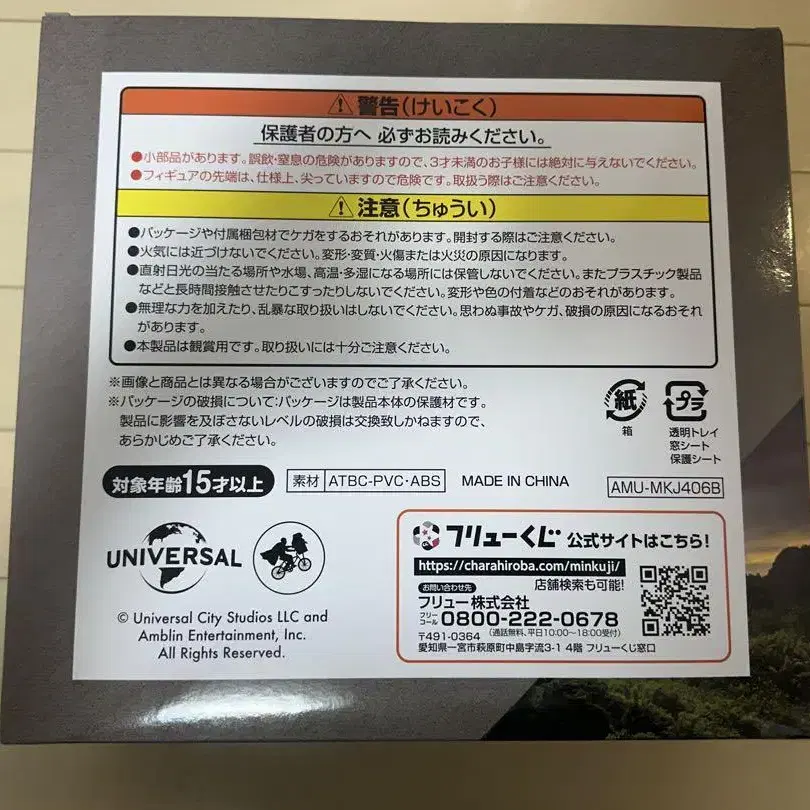 ⚠警告(けいこく)
保護者の方へ 必ずお読みください。
●小部品があります。誤飲・窒息の危険がありますので、3才未満のお子様には絶対に与えないでください。
●フィギュアの先端は、仕様上、尖っていますので危険です。取扱う際はご注意ください。
⚠注意(ちゅうい)
●パッケージや付属梱包材でケガをするおそれがあります。開封する際はご注意ください。
●火気には近づけないでください。変形・変質・火傷または火災の原因になります。
●直射日光の当たる場所や水場、高温・多湿になる場所には保管しないでください。またプラスチック製品
などと長時間接触させたりこすったりしないでください。変形や色の付着などのおそれがあります。
●無理な力を加えたり、乱暴な取り扱いはしないでください。思わぬ事故やケガ、破損の原因になるおそれ
があります。
●本製品は観賞用です。取り扱いには十分ご注意ください。
※画像と商品とは異なる場合がございますのでご了承ください。
※パッケージの破損について:パッケージは製品本体の保護材です。
製品に影響を及ぼさないレベルの破損は交換致しかねますので、
あらかじめご了承ください。
紙
箱
プラ
透明トレイ
窓シート
保護シート
対象年齢15才以上
素材 ATBC-PVC・ABS
MADE IN CHINA
AMU-MKJ406B
UNIVERSAL
© Universal City Studios LLC and
Amblin Entertainment, Inc.
All Rights Reserved.
フリューくじ 公式サイトはこちら!
https://charahiroba.com/minkuji/
店舗検索も可能!
お問い合わせ先
フリュー株式会社
フリーコール 0800-222-0678
〒491-0364 (通話無料、平日10:00～18:00受付)
愛知県一宮市萩原町中島字流3-1 4階 フリューくじ窓口